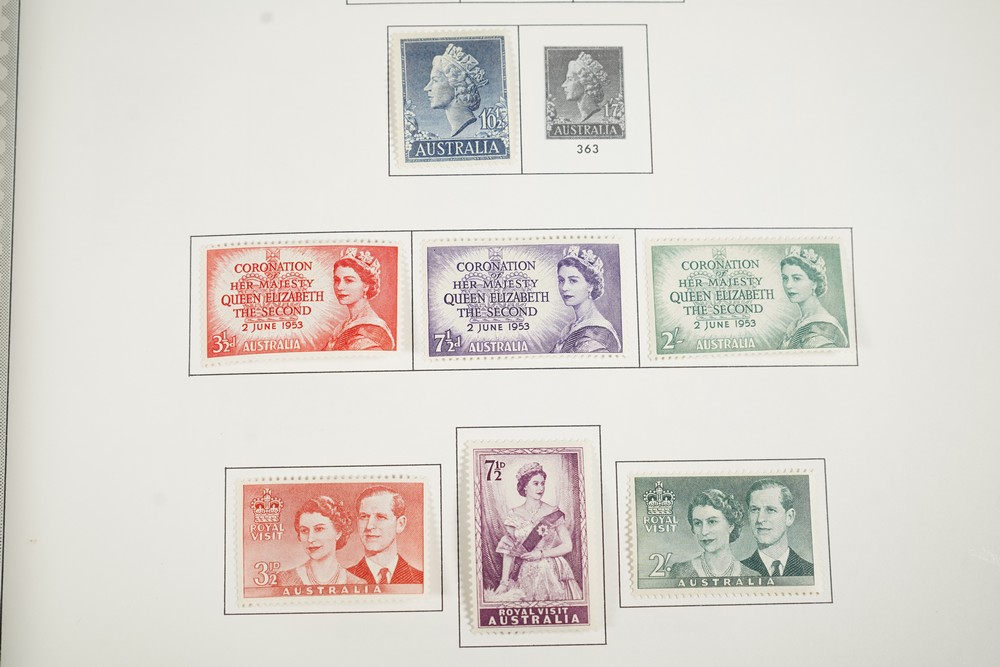 1/0½
AUSTRALIA
1/7
AUSTRALIA
363
CORONATION
of
HER MAJESTY
QUEEN ELIZABETH
THE SECOND
2 JUNE 1953
3½d
AUSTRALIA
CORONATION
of
HER MAJESTY
QUEEN ELIZABETH
THE SECOND
2 JUNE 1953
7½d
AUSTRALIA
CORONATION
of
HER MAJESTY
QUEEN ELIZABETH
THE SECOND
2 JUNE 1953
2/-
AUSTRALIA
ROYAL
VISIT
3½D
AUSTRALIA
7½D
ROYAL VISIT
AUSTRALIA
ROYAL
VISIT
2/-
AUSTRALIA